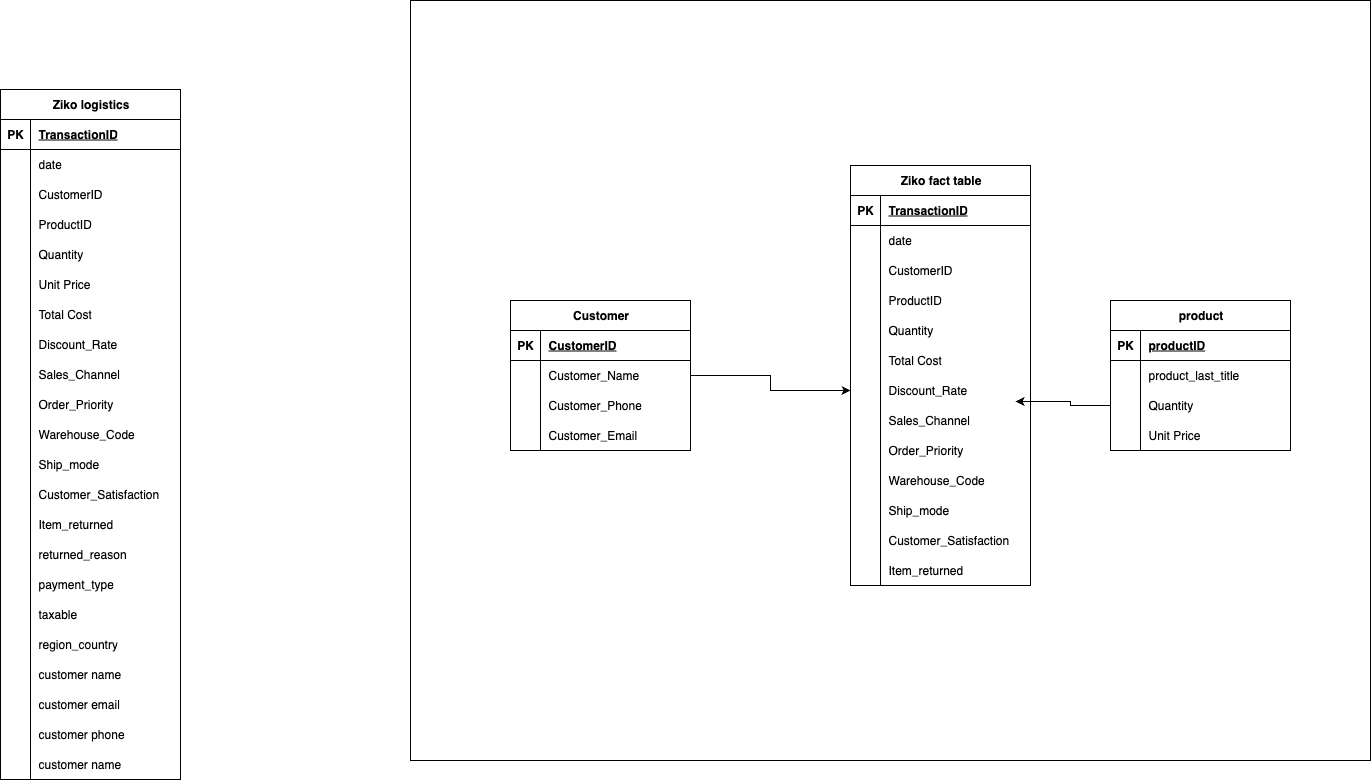 Ziko logistics
PK TransactionID
date
CustomerID
ProductID
Quantity
Unit Price
Total Cost
Discount_Rate
Sales_Channel
Order_Priority
Warehouse_Code
Ship_mode
Customer_Satisfaction
Item_returned
returned_reason
payment_type
taxable
region_country
customer name
customer email
customer phone
customer name
Customer
PK CustomerID
Customer_Name
Customer_Phone
Customer_Email
Ziko fact table
PK TransactionID
date
CustomerID
ProductID
Quantity
Total Cost
Discount_Rate
Sales_Channel
Order_Priority
Warehouse_Code
Ship_mode
Customer_Satisfaction
Item_returned
product
PK productID
product_last_title
Quantity
Unit Price